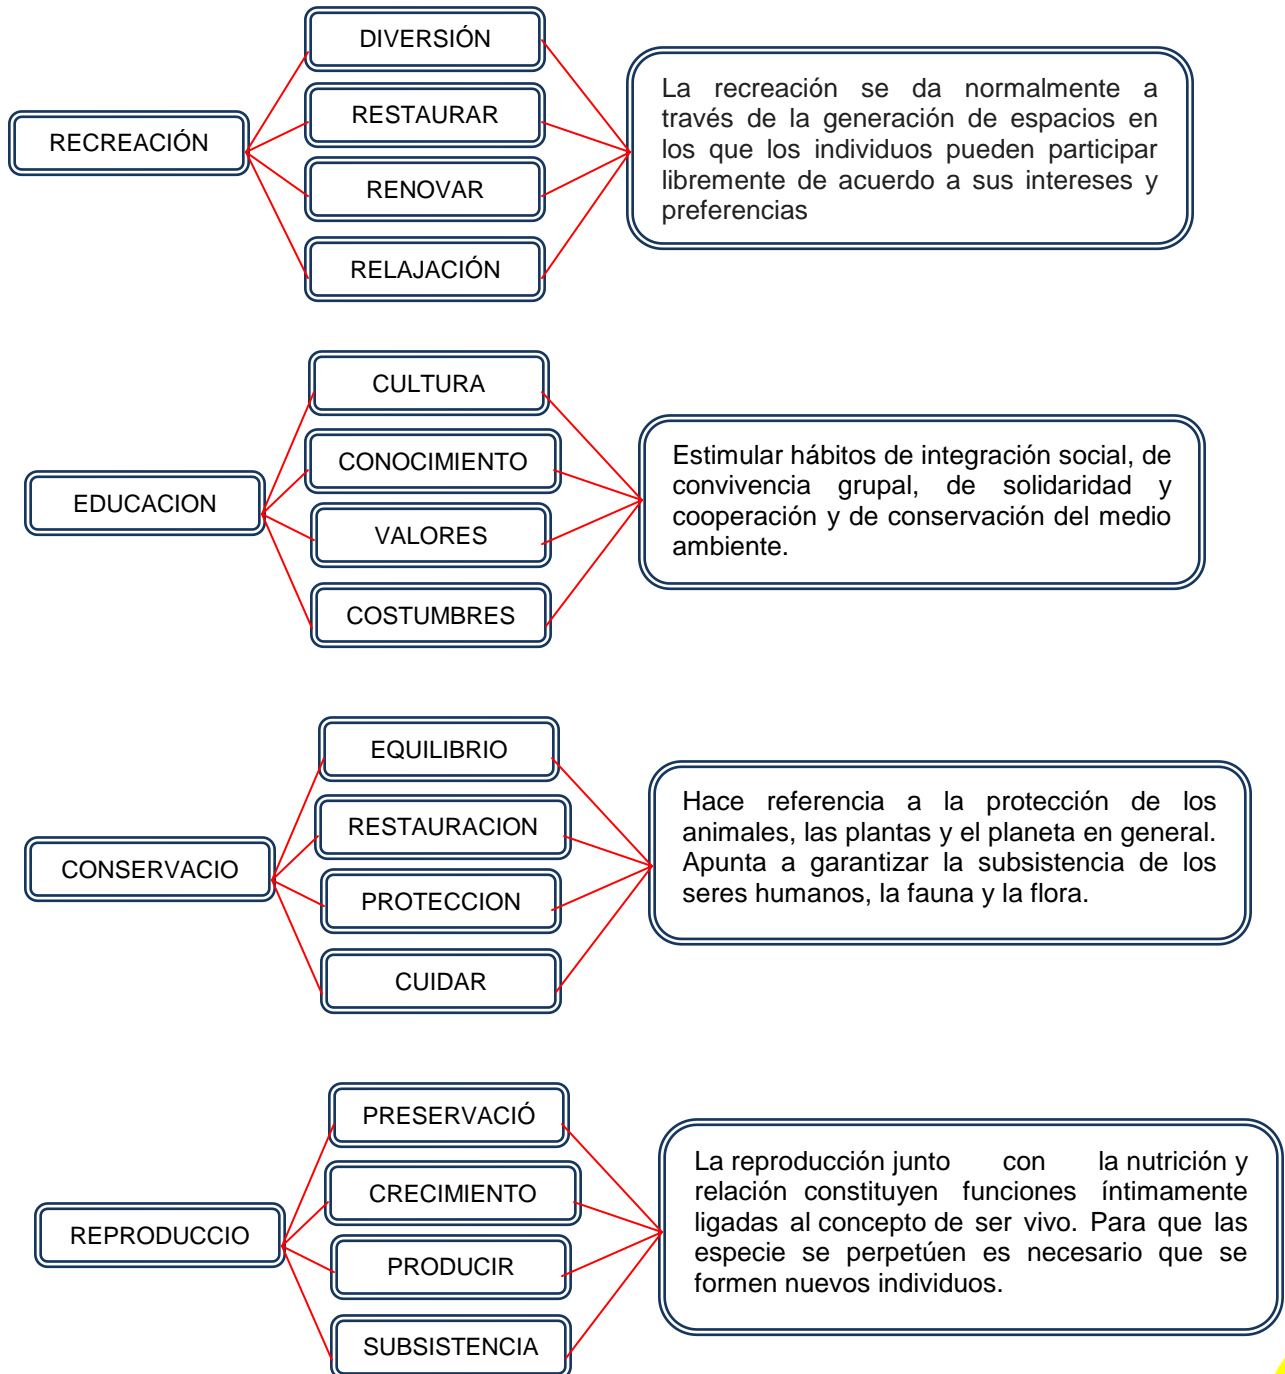 RECREACIÓN
DIVERSIÓN
RESTAURAR
RENOVAR
RELAJACIÓN
La recreación se da normalmente a
través de la generación de espacios en
los que los individuos pueden participar
libremente de acuerdo a sus intereses y
preferencias
EDUCACION
CULTURA
CONOCIMIENTO
VALORES
COSTUMBRES
Estimular hábitos de integración social, de
convivencia grupal, de solidaridad y
cooperación y de conservación del medio
ambiente.
CONSERVACIO
EQUILIBRIO
RESTAURACION
PROTECCION
CUIDAR
Hace referencia a la protección de los
animales, las plantas y el planeta en general.
Apunta a garantizar la subsistencia de los
seres humanos, la fauna y la flora.
REPRODUCCIO
PRESERVACIÓ
CRECIMIENTO
PRODUCIR
SUBSISTENCIA
La reproducción junto con la nutrición y
relación constituyen funciones íntimamente
ligadas al concepto de ser vivo. Para que las
especie se perpetúen es necesario que se
formen nuevos individuos.